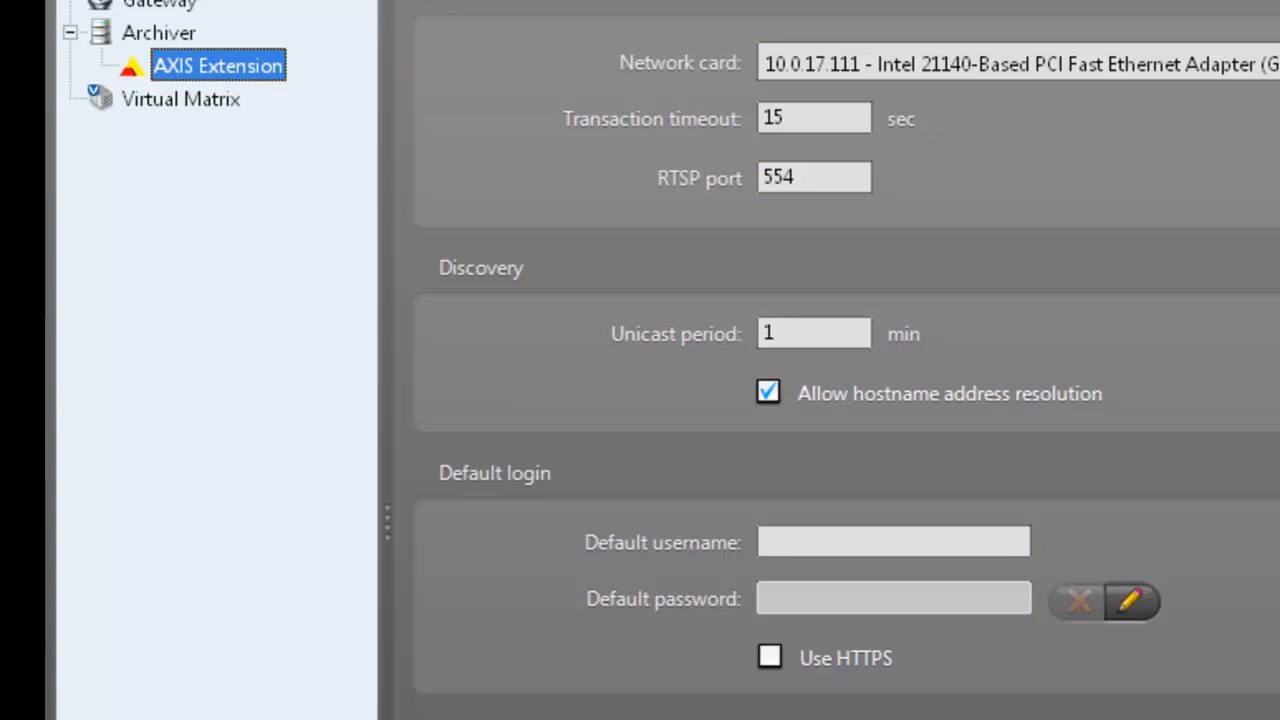 Gateway
Archiver
AXIS Extension
Virtual Matrix
Network card: 10.0.17.111 - Intel 21140-Based PCI Fast Ethernet Adapter (G
Transaction timeout: 15 sec
RTSP port 554
Discovery
Unicast period: 1 min
Allow hostname address resolution
Default login
Default username:
Default password:
Use HTTPS